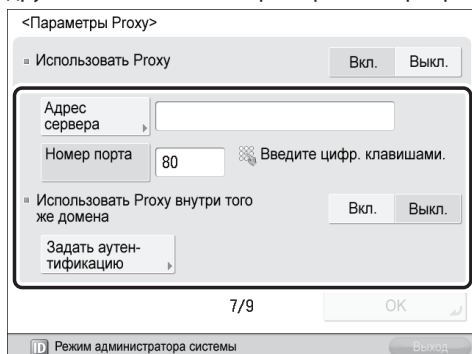 <Параметры Proxy>
Использовать Proxy
Вкл.
Выкл.
Адрес
сервера
Номер порта
80
Введите цифр. клавишами.
Использовать Proxy внутри того
же домена
Вкл.
Выкл.
Задать аутен-
тификацию
7/9
OK
ID Режим администратора системы
Выход